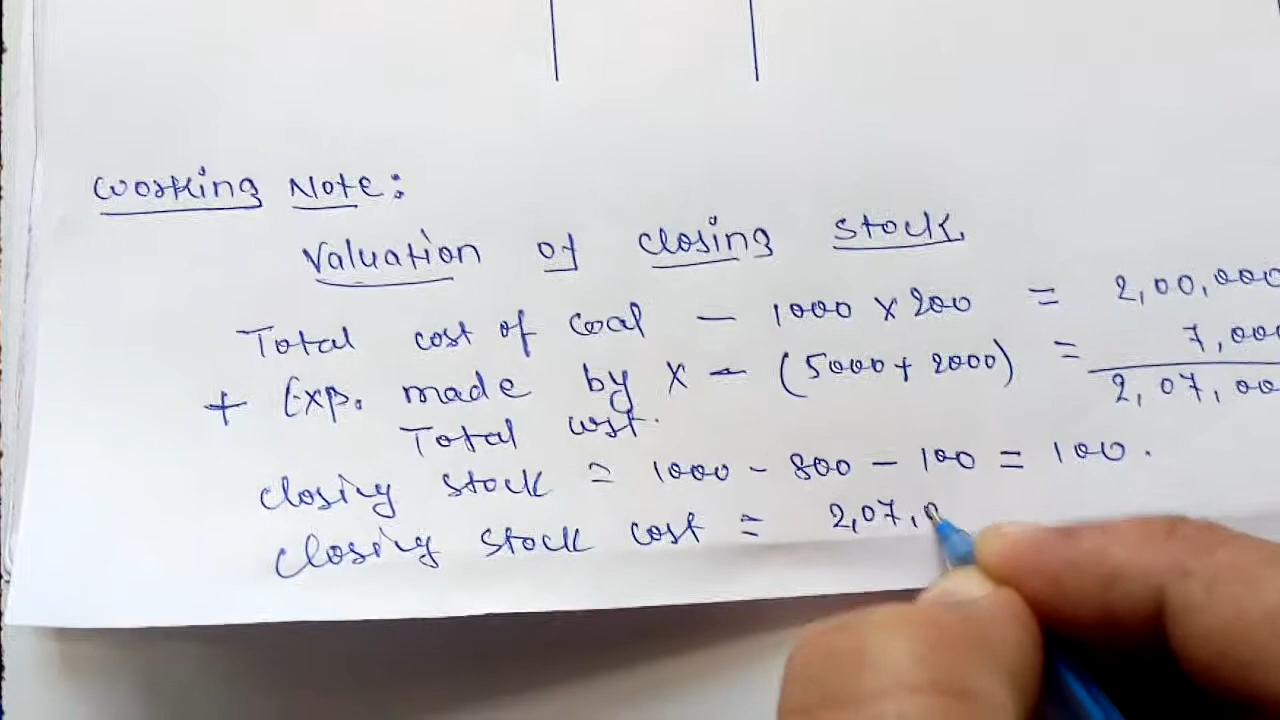 Working Note:
Valuation of closing stock
Total cost of coal - 1000 x 200 = 2,00,000
+ Exp. made by X - (5000 + 2000) = 7,000
Total cost. 2,07,00
closing stock = 1000 - 800 - 100 = 100.
closing stock cost = 2,07,0